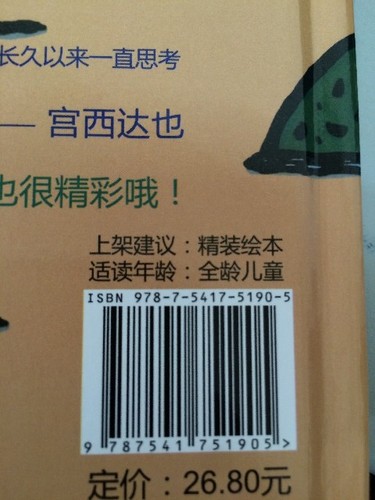 长久以来一直思考
—— 宫西达也
也很精彩哦！
上架建议：精装绘本
适读年龄：全龄儿童
ISBN 978-7-5417-5190-5
9 787541 751905 >
定价：26.80元